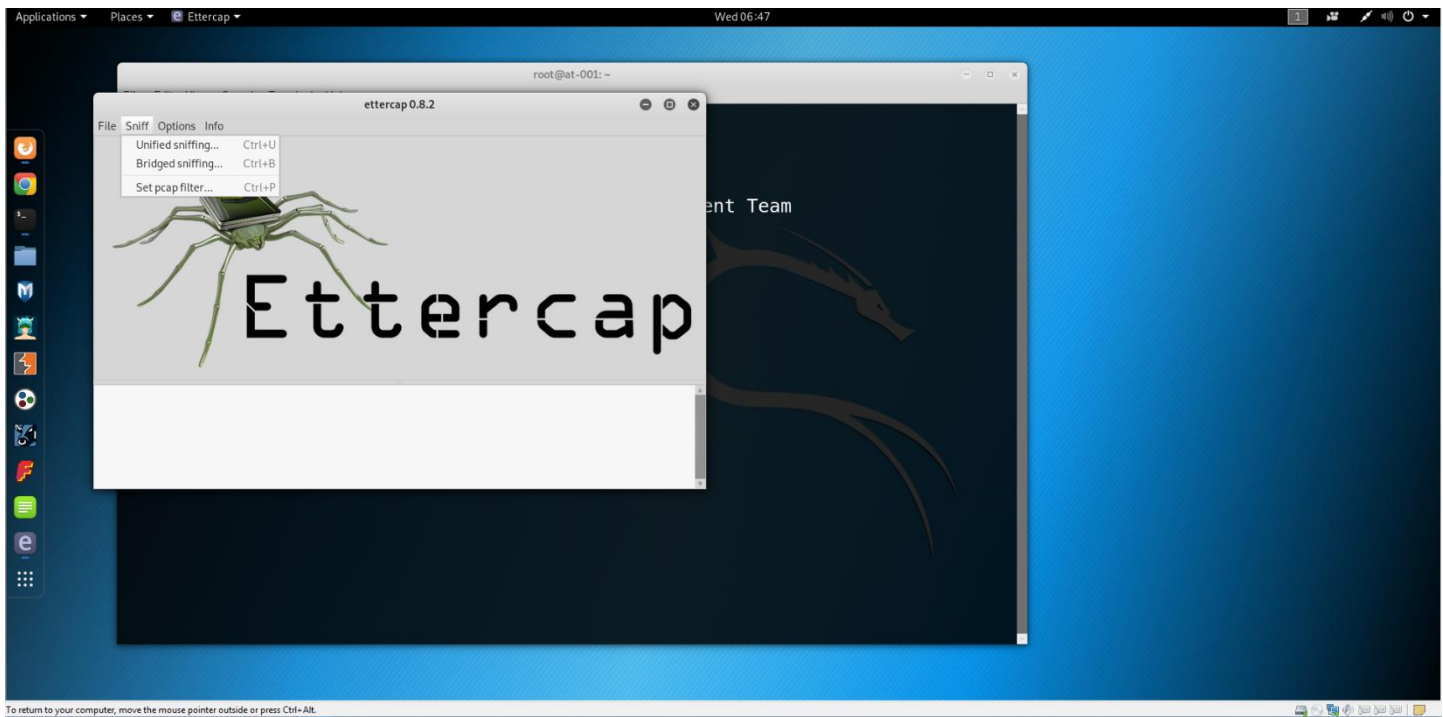 Applications Places Ettercap Wed 06:47 1
root@at-001: ~
ettercap 0.8.2
File Sniff Options Info
Unified sniffing... Ctrl+U
Bridged sniffing... Ctrl+B
Set pcap filter... Ctrl+P
ent Team
Ettercap
To return to your computer, move the mouse pointer outside or press Ctrl+Alt.